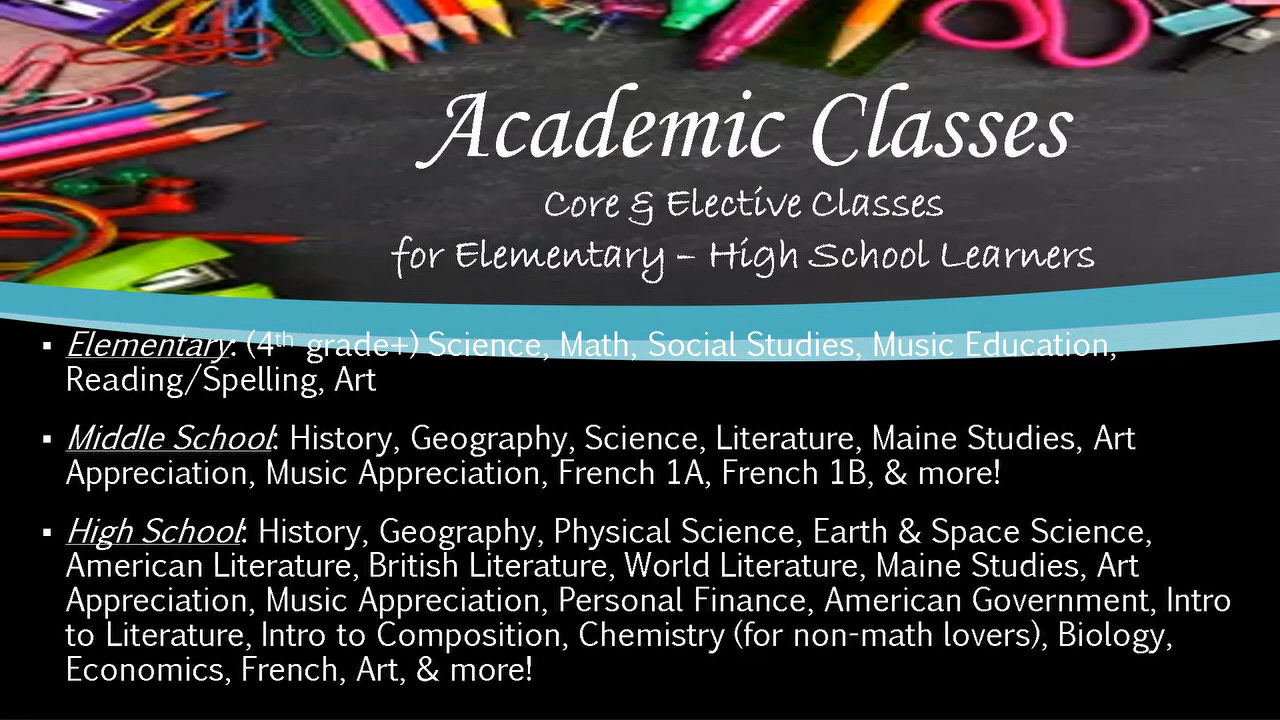 Academic Classes
Core & Elective Classes
for Elementary – High School Learners
▪ Elementary: (4th grade+) Science, Math, Social Studies, Music Education,
Reading/Spelling, Art
▪ Middle School: History, Geography, Science, Literature, Maine Studies, Art
Appreciation, Music Appreciation, French 1A, French 1B, & more!
▪ High School: History, Geography, Physical Science, Earth & Space Science,
American Literature, British Literature, World Literature, Maine Studies, Art
Appreciation, Music Appreciation, Personal Finance, American Government, Intro
to Literature, Intro to Composition, Chemistry (for non-math lovers), Biology,
Economics, French, Art, & more!